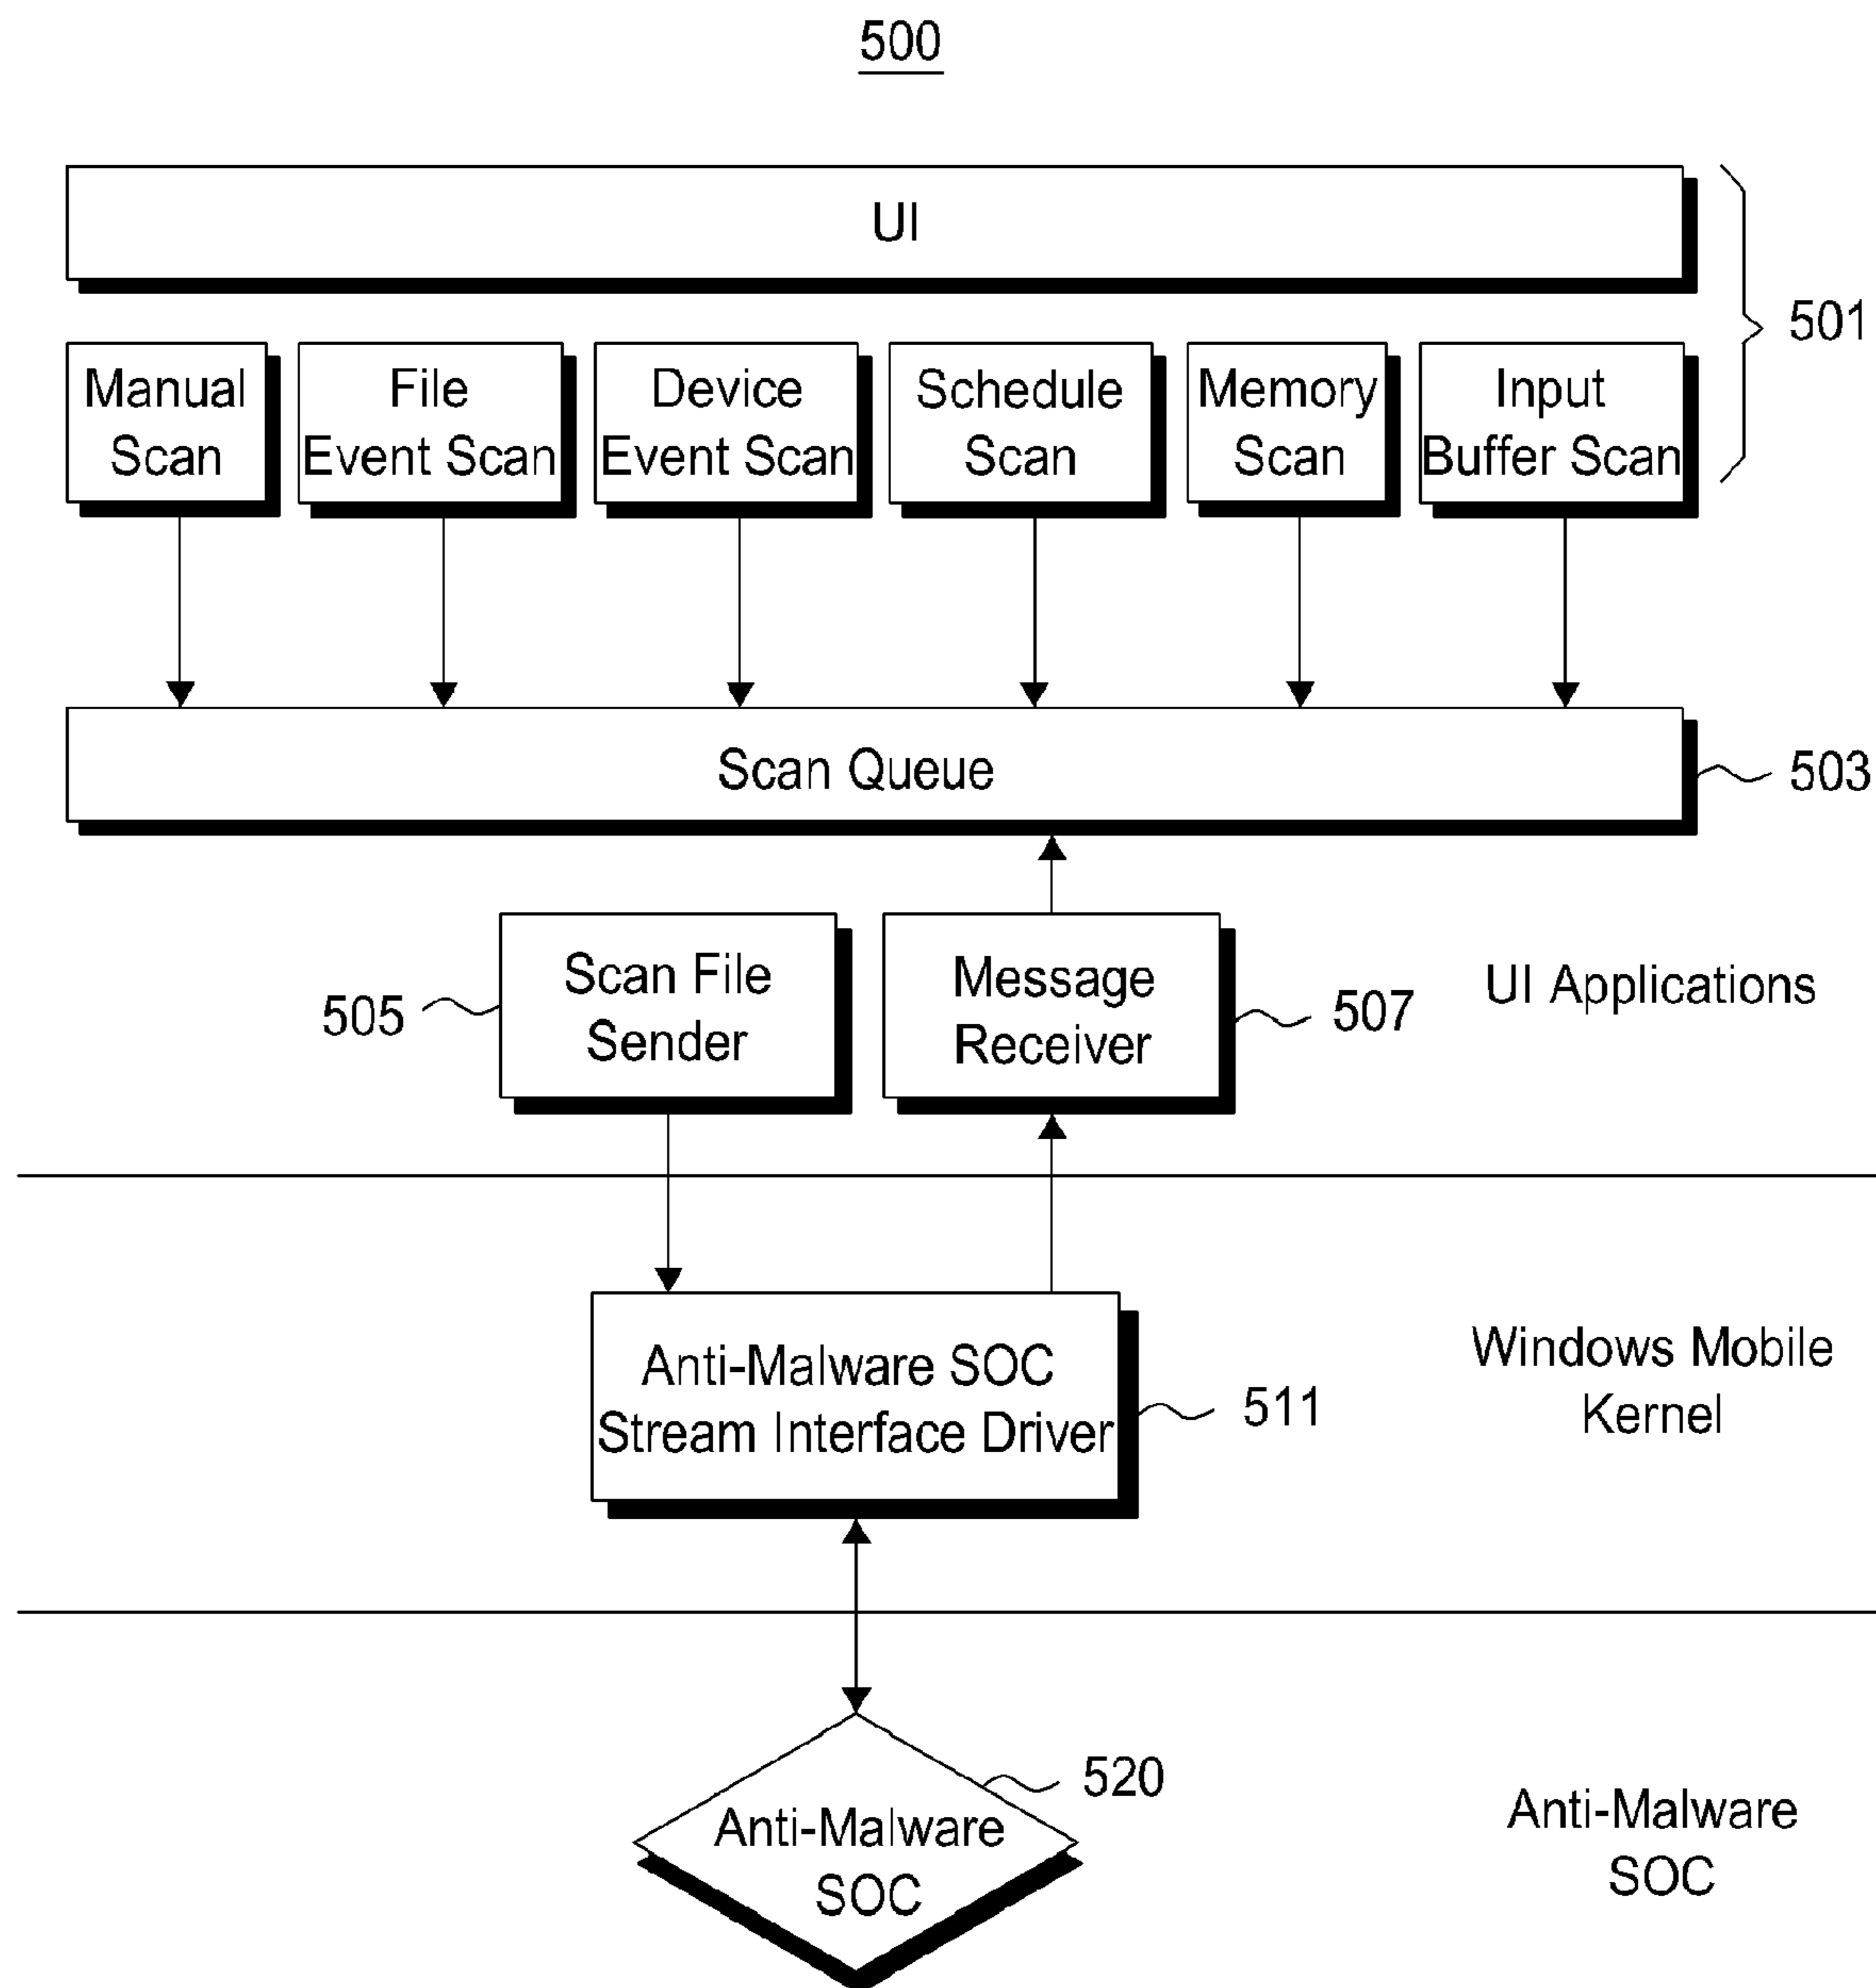 500
UI
501
Manual
Scan
File
Event Scan
Device
Event Scan
Schedule
Scan
Memory
Scan
Input
Buffer Scan
Scan Queue
503
505
Scan File
Sender
Message
Receiver
507
UI Applications
Anti-Malware SOC
Stream Interface Driver
511
Windows Mobile
Kernel
520
Anti-Malware
SOC
Anti-Malware
SOC